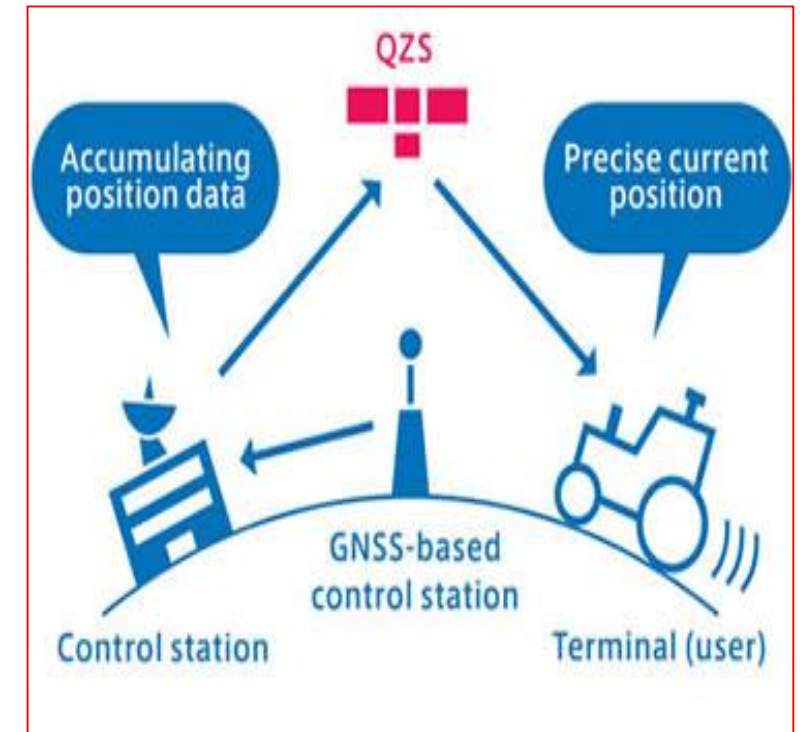 QZS
Accumulating
position data
Precise current
position
GNSS-based
control station
Control station
Terminal (user)